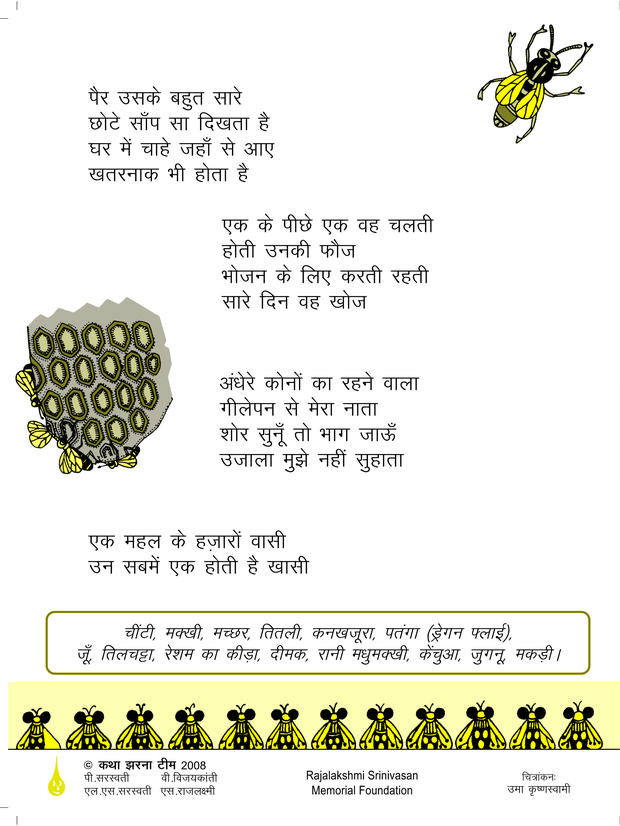 पैर उसके बहुत सारे
छोटे साँप सा दिखता है
घर में चाहे जहाँ से आए
खतरनाक भी होता है
एक के पीछे एक वह चलती
होती उनकी फौज
भोजन के लिए करती रहती
सारे दिन वह खोज
अंधेरे कोनों का रहने वाला
गीलेपन से मेरा नाता
शोर सुनूँ तो भाग जाऊँ
उजाला मुझे नहीं सुहाता
एक महल के हज़ारों वासी
उन सबमें एक होती है खासी
चींटी, मक्खी, मच्छर, तितली, कनखजूरा, पतंगा (ड्रेगन फ्लाई),
जूँ, तिलचट्टा, रेशम का कीड़ा, दीमक, रानी मधुमक्खी, केंचुआ, जुगनू, मकड़ी।
© कथा झरना टीम 2008
पी.सरस्वती वी.विजयकांती
एल.एस.सरस्वती एस.राजलक्ष्मी
Rajalakshmi Srinivasan
Memorial Foundation
चित्रांकनः
उमा कृष्णस्वामी